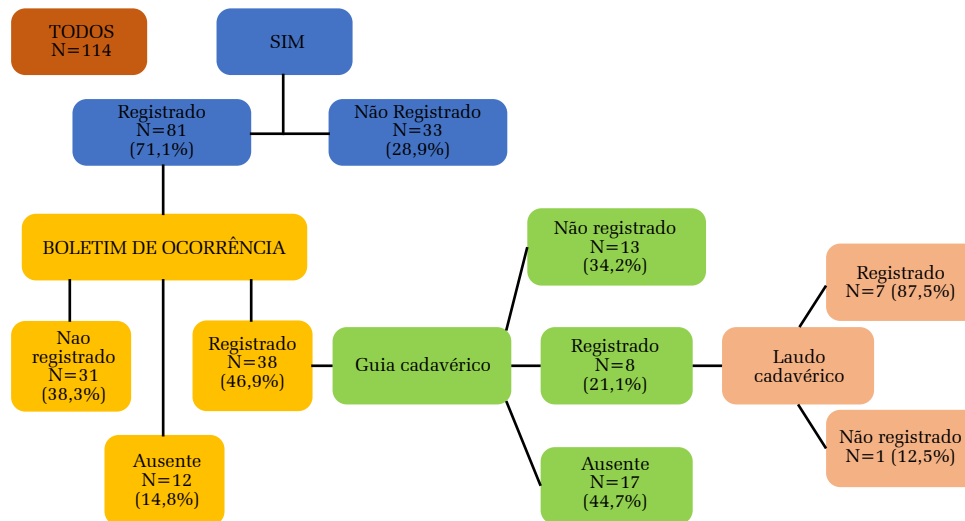 TODOS
N=114
SIM
Registrado
N=81
(71,1%)
Não Registrado
N=33
(28,9%)
BOLETIM DE OCORRÊNCIA
Nao
registrado
N=31
(38,3%)
Ausente
N=12
(14,8%)
Registrado
N=38
(46,9%)
Guia cadavérico
Não registrado
N=13
(34,2%)
Registrado
N=8
(21,1%)
Ausente
N=17
(44,7%)
Laudo
cadavérico
Registrado
N=7 (87,5%)
Não registrado
N=1 (12,5%)